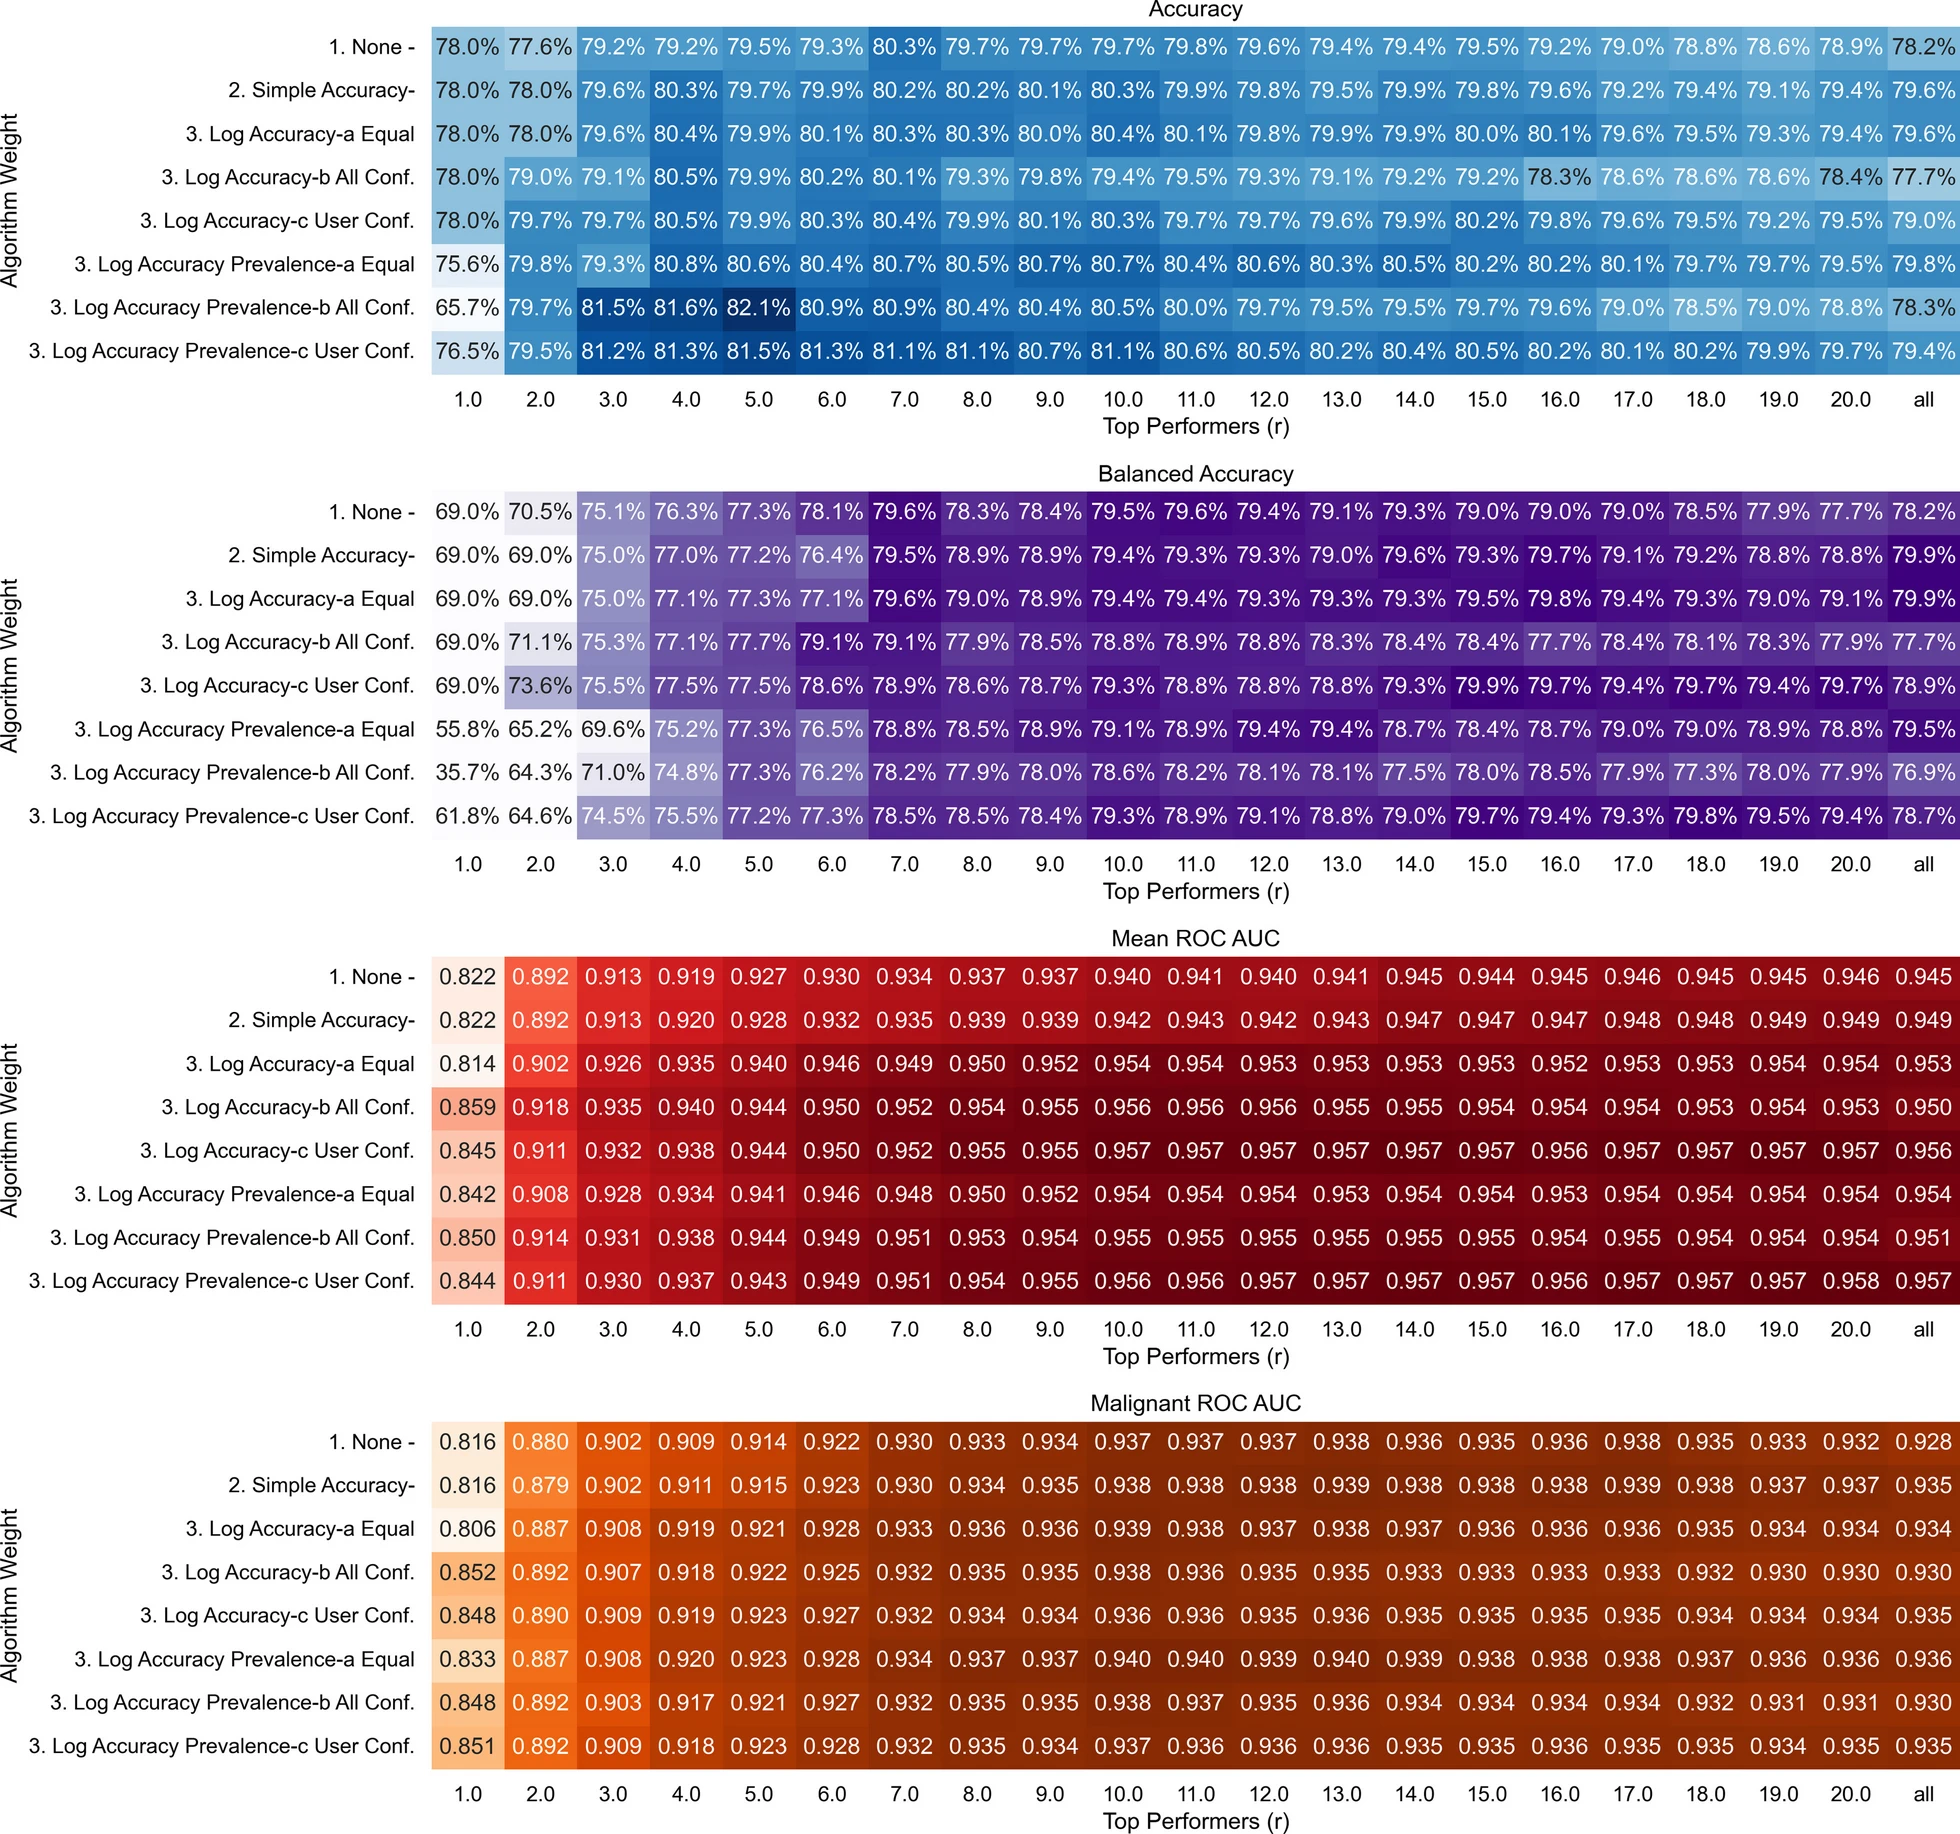 Accuracy
Algorithm Weight
1. None - 78.0% 77.6% 79.2% 79.2% 79.5% 79.3% 80.3% 79.7% 79.7% 79.7% 79.8% 79.6% 79.4% 79.4% 79.5% 79.2% 79.0% 78.8% 78.6% 78.9% 78.2%
2. Simple Accuracy- 78.0% 78.0% 79.6% 80.3% 79.7% 79.9% 80.2% 80.2% 80.1% 80.3% 79.9% 79.8% 79.5% 79.9% 79.8% 79.6% 79.2% 79.4% 79.1% 79.4% 79.6%
3. Log Accuracy-a Equal 78.0% 78.0% 79.6% 80.4% 79.9% 80.1% 80.3% 80.3% 80.0% 80.4% 80.1% 79.8% 79.9% 79.9% 80.0% 80.1% 79.6% 79.5% 79.3% 79.4% 79.6%
3. Log Accuracy-b All Conf. 78.0% 79.0% 79.1% 80.5% 79.9% 80.2% 80.1% 79.3% 79.8% 79.4% 79.5% 79.3% 79.1% 79.2% 79.2% 78.3% 78.6% 78.6% 78.6% 78.4% 77.7%
3. Log Accuracy-c User Conf. 78.0% 79.7% 79.7% 80.5% 79.9% 80.3% 80.4% 79.9% 80.1% 80.3% 79.7% 79.7% 79.6% 79.9% 80.2% 79.8% 79.6% 79.5% 79.2% 79.5% 79.0%
3. Log Accuracy Prevalence-a Equal 75.6% 79.8% 79.3% 80.8% 80.6% 80.4% 80.7% 80.5% 80.7% 80.7% 80.4% 80.6% 80.3% 80.5% 80.2% 80.2% 80.1% 79.7% 79.7% 79.5% 79.8%
3. Log Accuracy Prevalence-b All Conf. 65.7% 79.7% 81.5% 81.6% 82.1% 80.9% 80.9% 80.4% 80.4% 80.5% 80.0% 79.7% 79.5% 79.5% 79.7% 79.6% 79.0% 78.5% 79.0% 78.8% 78.3%
3. Log Accuracy Prevalence-c User Conf. 76.5% 79.5% 81.2% 81.3% 81.5% 81.3% 81.1% 81.1% 80.7% 81.1% 80.6% 80.5% 80.2% 80.4% 80.5% 80.2% 80.1% 80.2% 79.9% 79.7% 79.4%
1.0 2.0 3.0 4.0 5.0 6.0 7.0 8.0 9.0 10.0 11.0 12.0 13.0 14.0 15.0 16.0 17.0 18.0 19.0 20.0 all
Top Performers (r)
Balanced Accuracy
Algorithm Weight
1. None - 69.0% 70.5% 75.1% 76.3% 77.3% 78.1% 79.6% 78.3% 78.4% 79.5% 79.6% 79.4% 79.1% 79.3% 79.0% 79.0% 79.0% 78.5% 77.9% 77.7% 78.2%
2. Simple Accuracy- 69.0% 69.0% 75.0% 77.0% 77.2% 76.4% 79.5% 78.9% 78.9% 79.4% 79.3% 79.3% 79.0% 79.6% 79.3% 79.7% 79.1% 79.2% 78.8% 78.8% 79.9%
3. Log Accuracy-a Equal 69.0% 69.0% 75.0% 77.1% 77.3% 77.1% 79.6% 79.0% 78.9% 79.4% 79.4% 79.3% 79.3% 79.3% 79.5% 79.8% 79.4% 79.3% 79.0% 79.1% 79.9%
3. Log Accuracy-b All Conf. 69.0% 71.1% 75.3% 77.1% 77.7% 79.1% 79.1% 77.9% 78.5% 78.8% 78.9% 78.8% 78.3% 78.4% 78.4% 77.7% 78.4% 78.1% 78.3% 77.9% 77.7%
3. Log Accuracy-c User Conf. 69.0% 73.6% 75.5% 77.5% 77.5% 78.6% 78.9% 78.6% 78.7% 79.3% 78.8% 78.8% 78.8% 79.3% 79.9% 79.7% 79.4% 79.7% 79.4% 79.7% 78.9%
3. Log Accuracy Prevalence-a Equal 55.8% 65.2% 69.6% 75.2% 77.3% 76.5% 78.8% 78.5% 78.9% 79.1% 78.9% 79.4% 79.4% 78.7% 78.4% 78.7% 79.0% 79.0% 78.9% 78.8% 79.5%
3. Log Accuracy Prevalence-b All Conf. 35.7% 64.3% 71.0% 74.8% 77.3% 76.2% 78.2% 77.9% 78.0% 78.6% 78.2% 78.1% 78.1% 77.5% 78.0% 78.5% 77.9% 77.3% 78.0% 77.9% 76.9%
3. Log Accuracy Prevalence-c User Conf. 61.8% 64.6% 74.5% 75.5% 77.2% 77.3% 78.5% 78.5% 78.4% 79.3% 78.9% 79.1% 78.8% 79.0% 79.7% 79.4% 79.3% 79.8% 79.5% 79.4% 78.7%
1.0 2.0 3.0 4.0 5.0 6.0 7.0 8.0 9.0 10.0 11.0 12.0 13.0 14.0 15.0 16.0 17.0 18.0 19.0 20.0 all
Top Performers (r)
Mean ROC AUC
Algorithm Weight
1. None - 0.822 0.892 0.913 0.919 0.927 0.930 0.934 0.937 0.937 0.940 0.941 0.940 0.941 0.945 0.944 0.945 0.946 0.945 0.945 0.946 0.945
2. Simple Accuracy- 0.822 0.892 0.913 0.920 0.928 0.932 0.935 0.939 0.939 0.942 0.943 0.942 0.943 0.947 0.947 0.947 0.948 0.948 0.949 0.949 0.949
3. Log Accuracy-a Equal 0.814 0.902 0.926 0.935 0.940 0.946 0.949 0.950 0.952 0.954 0.954 0.953 0.953 0.953 0.953 0.952 0.953 0.953 0.954 0.954 0.953
3. Log Accuracy-b All Conf. 0.859 0.918 0.935 0.940 0.944 0.950 0.952 0.954 0.955 0.956 0.956 0.956 0.955 0.955 0.954 0.954 0.954 0.953 0.954 0.953 0.950
3. Log Accuracy-c User Conf. 0.845 0.911 0.932 0.938 0.944 0.950 0.952 0.955 0.955 0.957 0.957 0.957 0.957 0.957 0.957 0.956 0.957 0.957 0.957 0.957 0.956
3. Log Accuracy Prevalence-a Equal 0.842 0.908 0.928 0.934 0.941 0.946 0.948 0.950 0.952 0.954 0.954 0.954 0.953 0.954 0.954 0.953 0.954 0.954 0.954 0.954 0.954
3. Log Accuracy Prevalence-b All Conf. 0.850 0.914 0.931 0.938 0.944 0.949 0.951 0.953 0.954 0.955 0.955 0.955 0.955 0.955 0.955 0.954 0.955 0.954 0.954 0.954 0.951
3. Log Accuracy Prevalence-c User Conf. 0.844 0.911 0.930 0.937 0.943 0.949 0.951 0.954 0.955 0.956 0.956 0.957 0.957 0.957 0.957 0.956 0.957 0.957 0.957 0.958 0.957
1.0 2.0 3.0 4.0 5.0 6.0 7.0 8.0 9.0 10.0 11.0 12.0 13.0 14.0 15.0 16.0 17.0 18.0 19.0 20.0 all
Top Performers (r)
Malignant ROC AUC
Algorithm Weight
1. None - 0.816 0.880 0.902 0.909 0.914 0.922 0.930 0.933 0.934 0.937 0.937 0.937 0.938 0.936 0.935 0.936 0.938 0.935 0.933 0.932 0.928
2. Simple Accuracy- 0.816 0.879 0.902 0.911 0.915 0.923 0.930 0.934 0.935 0.938 0.938 0.938 0.939 0.938 0.938 0.938 0.939 0.938 0.937 0.937 0.935
3. Log Accuracy-a Equal 0.806 0.887 0.908 0.919 0.921 0.928 0.933 0.936 0.936 0.939 0.938 0.937 0.938 0.937 0.936 0.936 0.936 0.935 0.934 0.934 0.934
3. Log Accuracy-b All Conf. 0.852 0.892 0.907 0.918 0.922 0.925 0.932 0.935 0.935 0.938 0.936 0.935 0.935 0.933 0.933 0.933 0.933 0.932 0.930 0.930 0.930
3. Log Accuracy-c User Conf. 0.848 0.890 0.909 0.919 0.923 0.927 0.932 0.934 0.934 0.936 0.936 0.935 0.936 0.935 0.935 0.935 0.935 0.934 0.934 0.934 0.935
3. Log Accuracy Prevalence-a Equal 0.833 0.887 0.908 0.920 0.923 0.928 0.934 0.937 0.937 0.940 0.940 0.939 0.940 0.939 0.938 0.938 0.938 0.937 0.936 0.936 0.936
3. Log Accuracy Prevalence-b All Conf. 0.848 0.892 0.903 0.917 0.921 0.927 0.932 0.935 0.935 0.938 0.937 0.935 0.936 0.934 0.934 0.934 0.934 0.932 0.931 0.931 0.930
3. Log Accuracy Prevalence-c User Conf. 0.851 0.892 0.909 0.918 0.923 0.928 0.932 0.935 0.934 0.937 0.936 0.936 0.936 0.935 0.935 0.936 0.935 0.935 0.934 0.935 0.935
1.0 2.0 3.0 4.0 5.0 6.0 7.0 8.0 9.0 10.0 11.0 12.0 13.0 14.0 15.0 16.0 17.0 18.0 19.0 20.0 all
Top Performers (r)